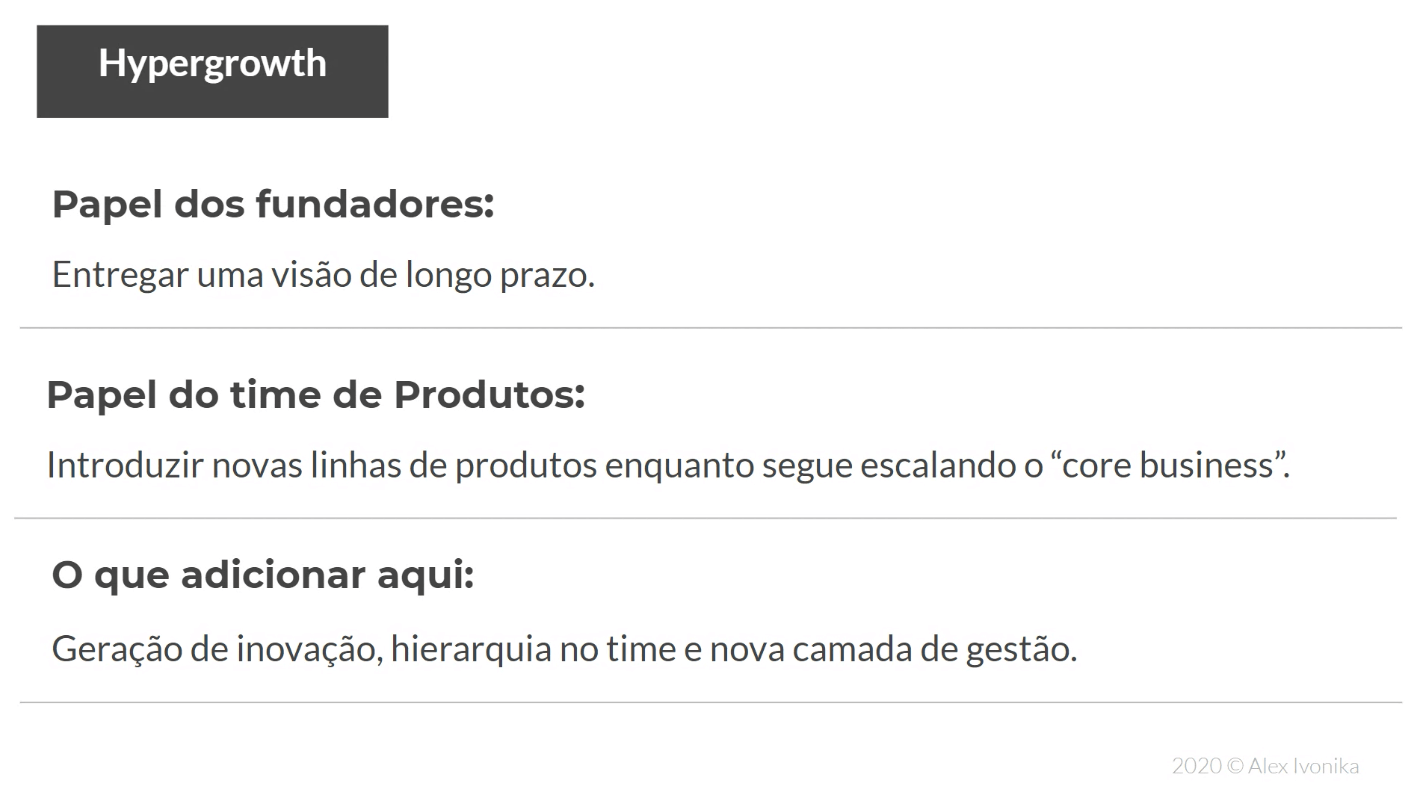 Hypergrowth
Papel dos fundadores:
Entregar uma visão de longo prazo.
Papel do time de Produtos:
Introduzir novas linhas de produtos enquanto segue escalando o “core business”.
O que adicionar aqui:
Geração de inovação, hierarquia no time e nova camada de gestão.
2020 © Alex Ivonika